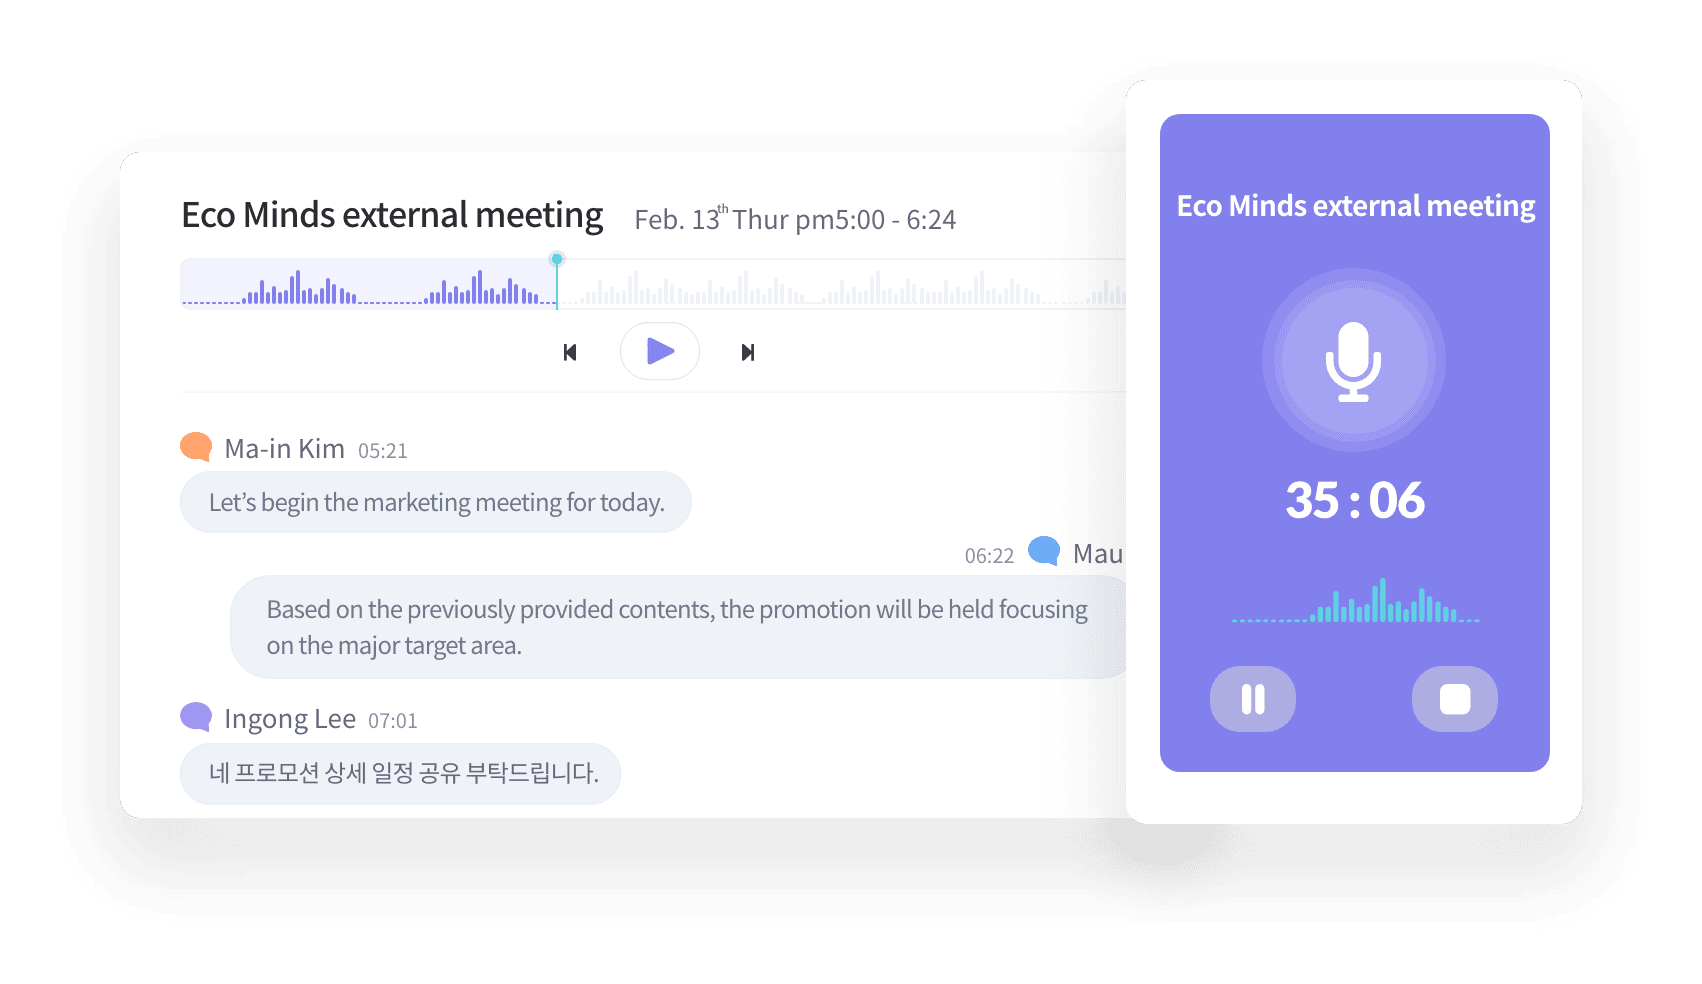 Eco Minds external meeting Feb. 13th Thur pm5:00 - 6:24
Ma-in Kim 05:21
Let’s begin the marketing meeting for today.
06:22 Mau
Based on the previously provided contents, the promotion will be held focusing
on the major target area.
Ingong Lee 07:01
네 프로모션 상세 일정 공유 부탁드립니다.
Eco Minds external meeting
35 : 06